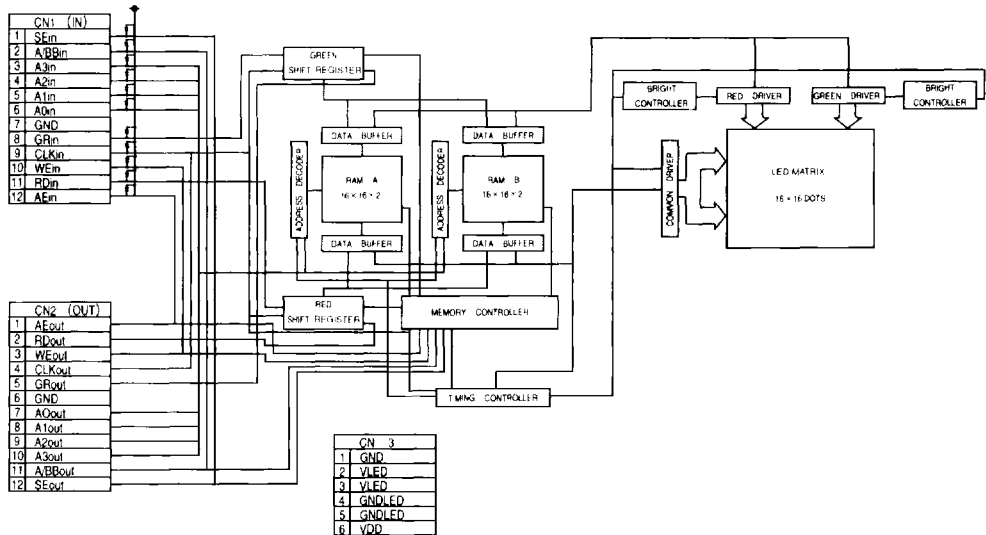 CN1 (IN)
1 SEin
2 A/BBin
3 A3in
4 A2in
5 A1in
6 A0in
7 GND
8 GRin
9 CLKin
10 WEin
11 RDin
12 AEin
GREEN
SHIFT REGISTER
BRIGHT
CONTROLLER
RED DRIVER
GREEN DRIVER
BRIGHT
CONTROLLER
DATA BUFFER
DATA BUFFER
ADDRESS DECODER
RAM A
16 × 16 × 2
ADDRESS DECODER
RAM B
16 × 16 × 2
COMMON DRIVER
LED MATRIX
16 × 16 DOTS
DATA BUFFER
DATA BUFFER
RED
SHIFT REGISTER
MEMORY CONTROLLER
TIMING CONTROLLER
CN2 (OUT)
1 AEout
2 RDout
3 WEout
4 CLKout
5 GRout
6 GND
7 AOout
8 A1out
9 A2out
10 A3out
11 A/BBout
12 SEout
CN 3
1 GND
2 VLED
3 VLED
4 GNDLED
5 GNDLED
6 VDD